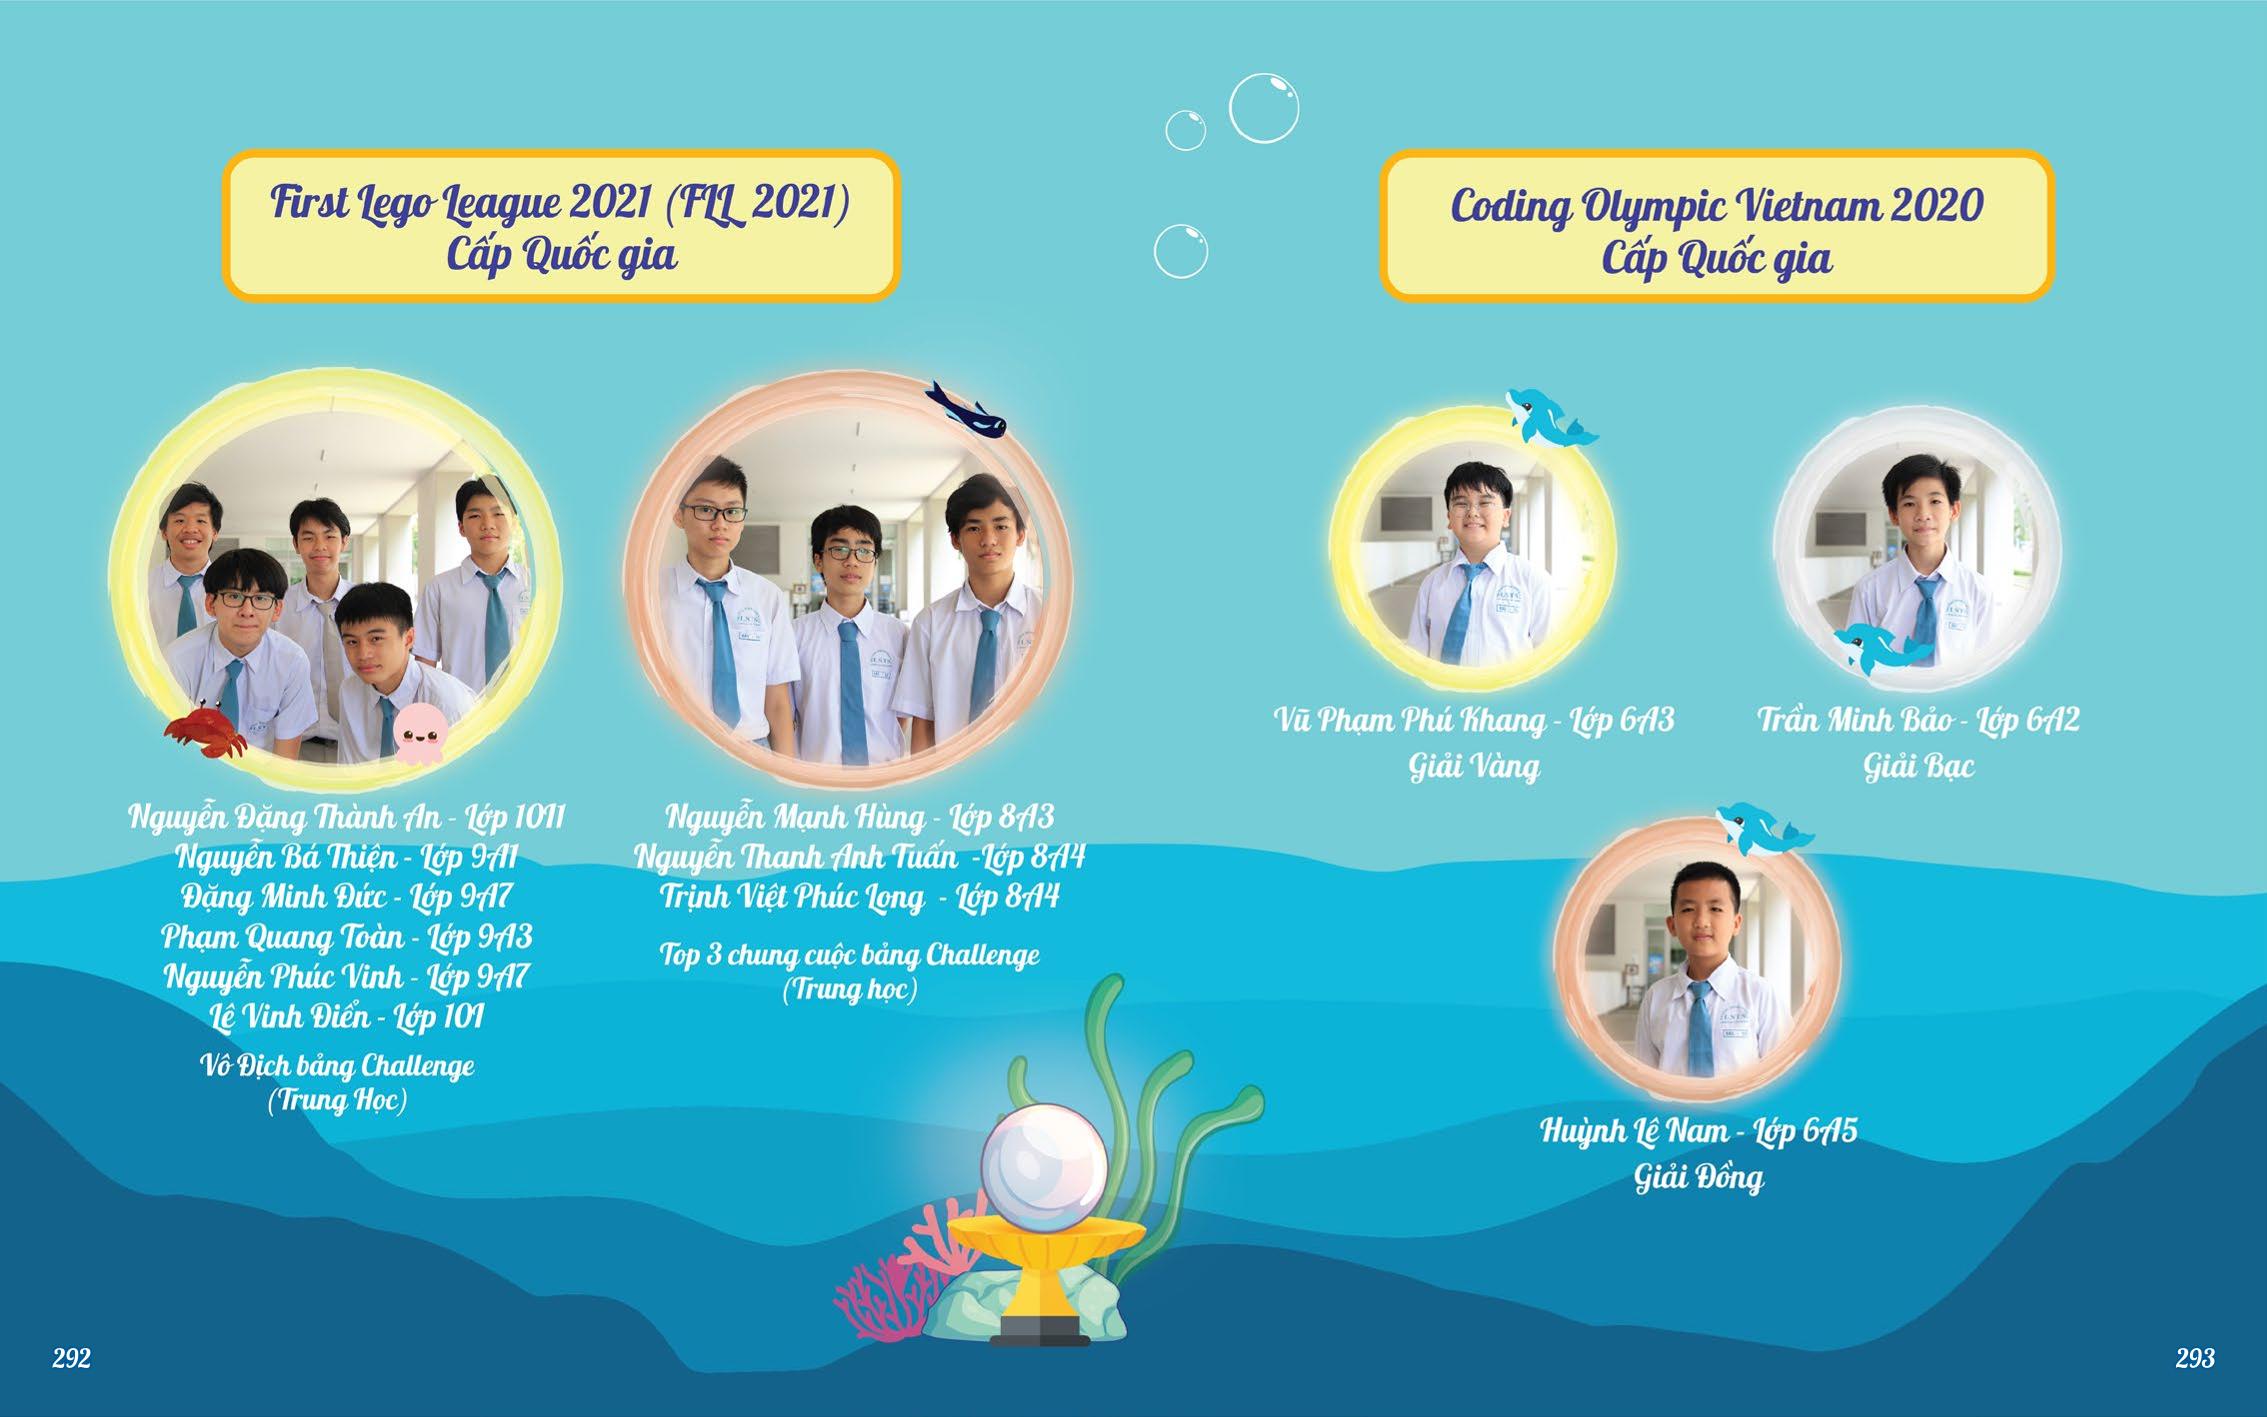 First Lego League 2021 (FLL 2021)
Cấp Quốc gia
Nguyễn Đặng Thành An - Lớp 10I1
Nguyễn Bá Thiện - Lớp 9A1
Đặng Minh Đức - Lớp 9A7
Phạm Quang Toàn - Lớp 9A3
Nguyễn Phúc Vinh - Lớp 9A7
Lê Vinh Điển - Lớp 10I
Vô Địch bảng Challenge
(Trung Học)
Nguyễn Mạnh Hùng - Lớp 8A3
Nguyễn Thanh Anh Tuấn -Lớp 8A4
Trịnh Việt Phúc Long - Lớp 8A4
Top 3 chung cuộc bảng Challenge
(Trung học)
292
Coding Olympic Vietnam 2020
Cấp Quốc gia
Vũ Phạm Phú Khang - Lớp 6A3
Giải Vàng
Trần Minh Bảo - Lớp 6A2
Giải Bạc
Huỳnh Lê Nam - Lớp 6A5
Giải Đồng
293